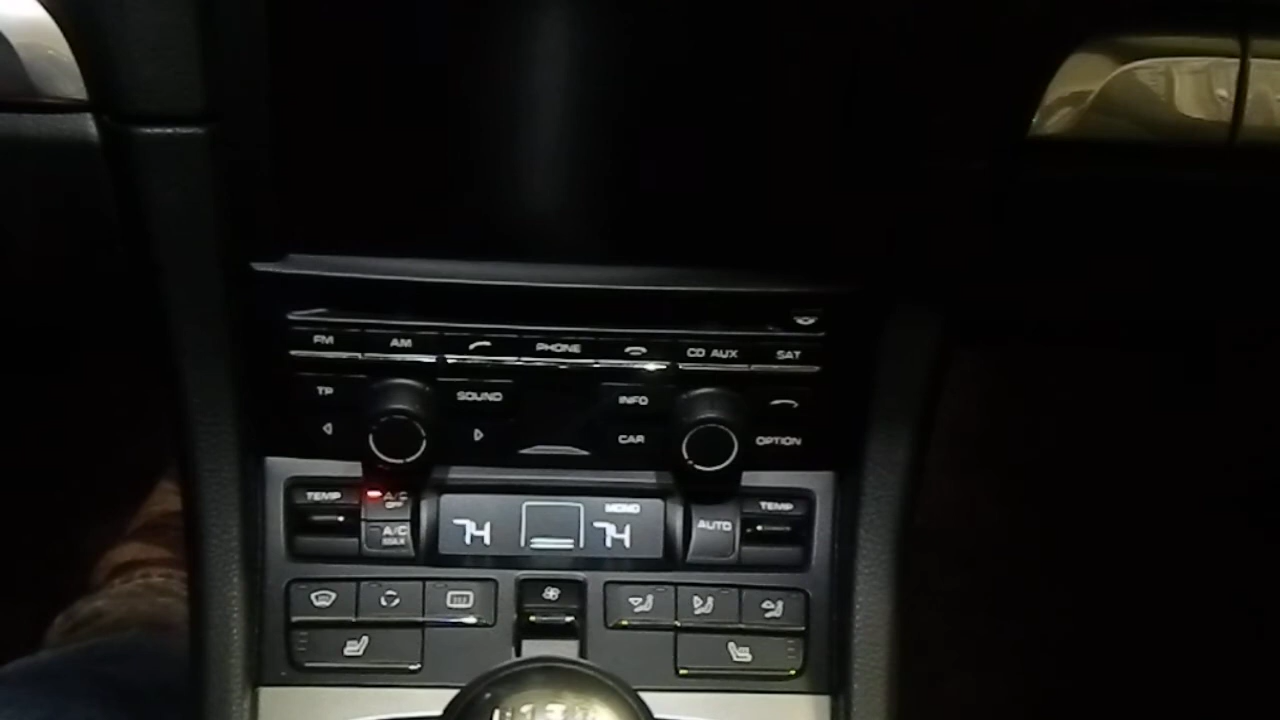 FM AM PHONE CD AUX SAT
TP SOUND INFO
CAR OPTION
TEMP A/C OFF MONO TEMP
A/C MAX 74 74 AUTO